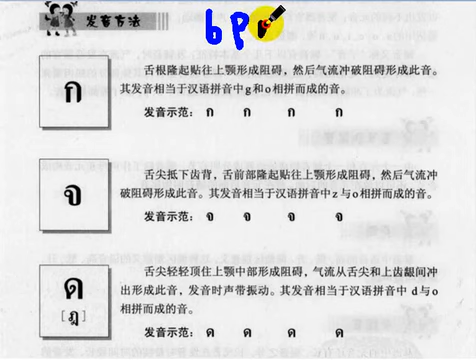 发音方法
6P
ก
舌根隆起贴往上颚形成阻碍，然后气流冲破阻碍形成此音。
其发音相当于汉语拼音中g和o相拼而成的音。
发音示范： ก ก ก ก
จ
舌尖抵下齿背，舌前部隆起贴往上颚形成阻碍，然后气流冲
破阻碍形成此音。其发音相当于汉语拼音中z与o相拼而成的音。
发音示范： จ จ จ จ
ด
[ฎ]
舌尖轻轻顶住上颚中部形成阻碍，气流从舌尖和上齿龈间冲
出形成此音，发音时声带振动。其发音相当于汉语拼音中 d与o
相拼而成的音。
发音示范： ด ด ด ด